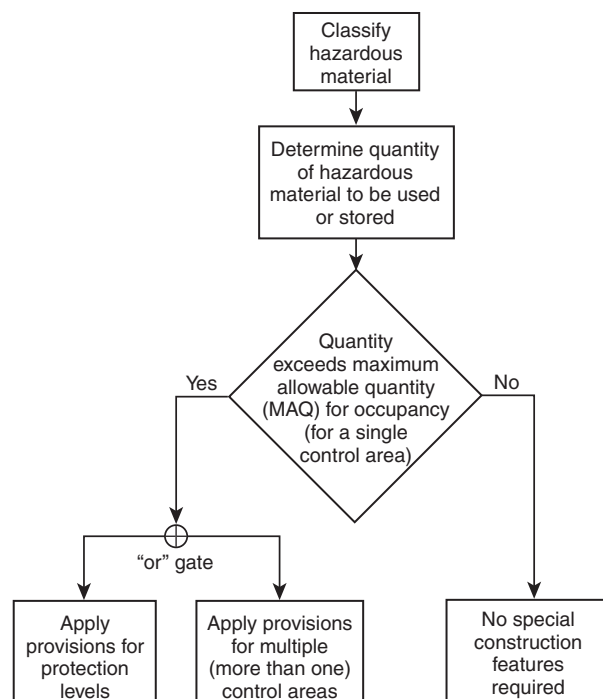 Classify
hazardous
material
Determine quantity
of hazardous
material to be used
or stored
Quantity
exceeds maximum
allowable quantity
(MAQ) for occupancy
(for a single
control area)
Yes
No
“or” gate
Apply
provisions for
protection
levels
Apply provisions
for multiple
(more than one)
control areas
No special
construction
features
required